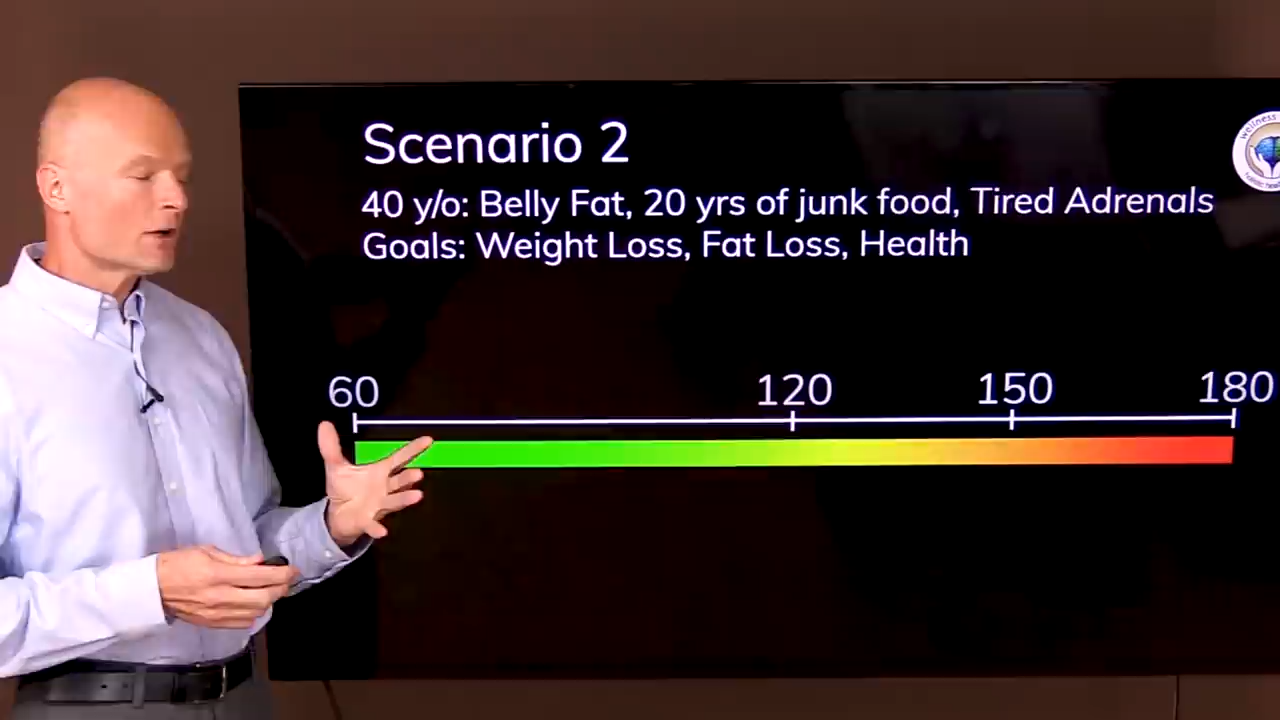 Scenario 2
40 y/o: Belly Fat, 20 yrs of junk food, Tired Adrenals
Goals: Weight Loss, Fat Loss, Health
60 120 150 180
Wellness